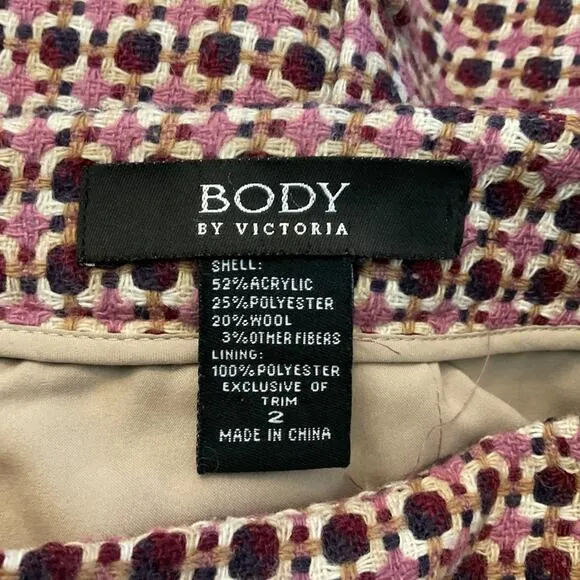 BODY
BY VICTORIA
SHELL:
52%ACRYLIC
25%POLYESTER
20%WOOL
3%OTHER FIBERS
LINING:
100%POLYESTER
EXCLUSIVE OF
TRIM
2
MADE IN CHINA